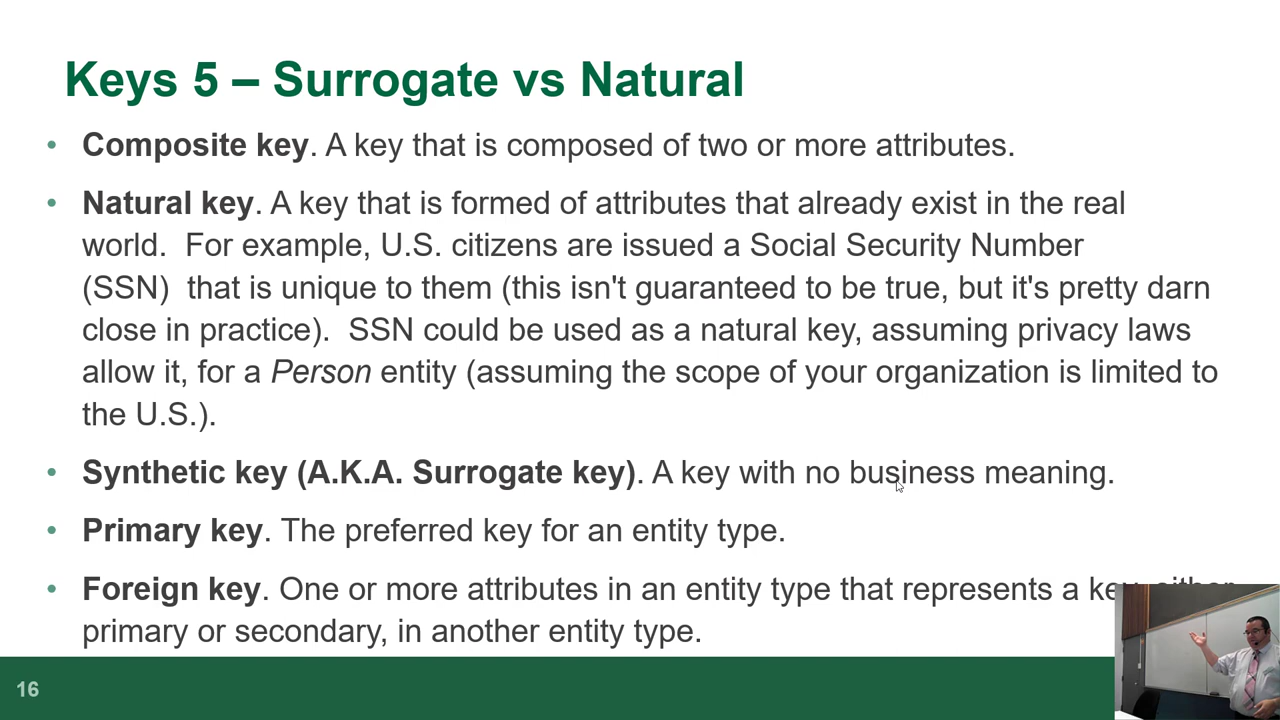 Keys 5 – Surrogate vs Natural
• Composite key. A key that is composed of two or more attributes.
• Natural key. A key that is formed of attributes that already exist in the real
world.  For example, U.S. citizens are issued a Social Security Number
(SSN)  that is unique to them (this isn't guaranteed to be true, but it's pretty darn
close in practice).  SSN could be used as a natural key, assuming privacy laws
allow it, for a Person entity (assuming the scope of your organization is limited to
the U.S.).
• Synthetic key (A.K.A. Surrogate key). A key with no business meaning.
• Primary key. The preferred key for an entity type.
• Foreign key. One or more attributes in an entity type that represents a
primary or secondary, in another entity type.
16